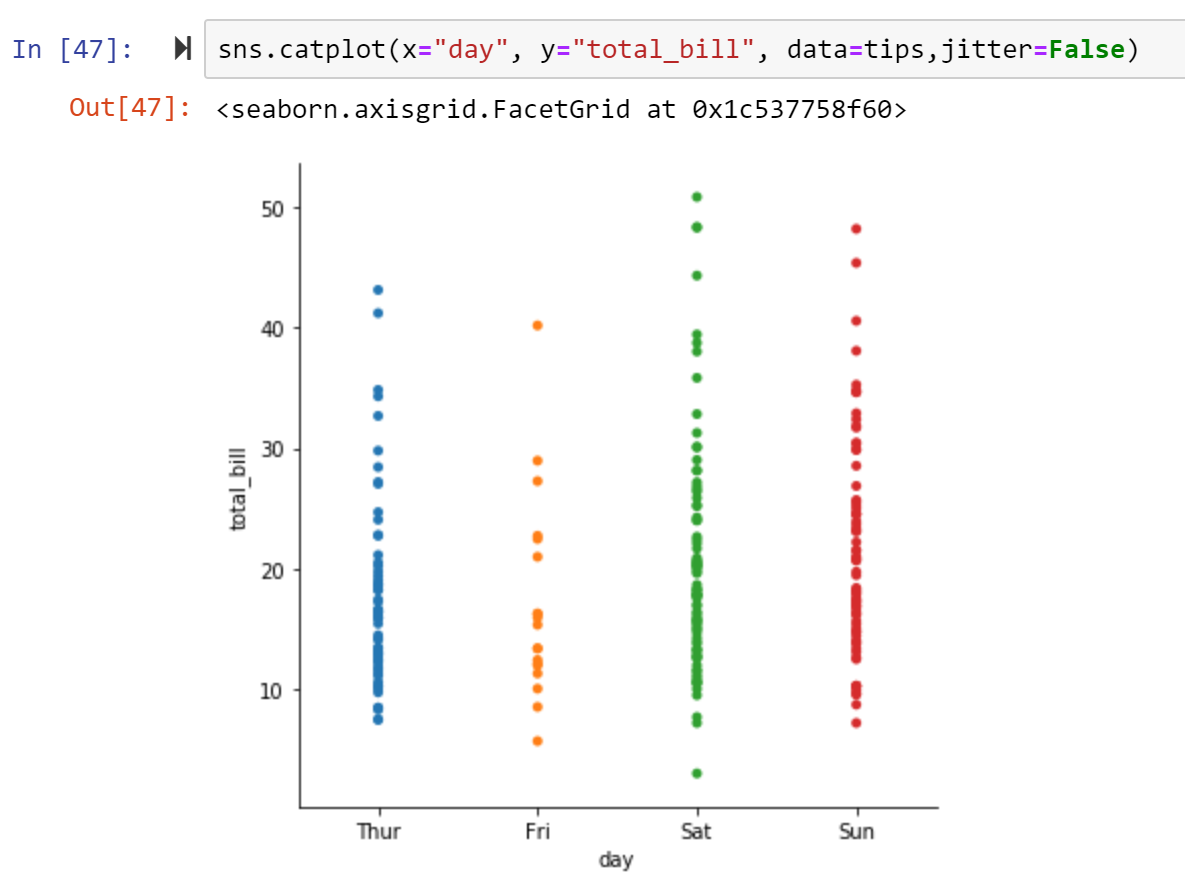 In [47]: sns.catplot(x="day", y="total_bill", data=tips,jitter=False)
Out[47]: <seaborn.axisgrid.FacetGrid at 0x1c537758f60>
50
40
30
20
10
total_bill
Thur Fri Sat Sun
day